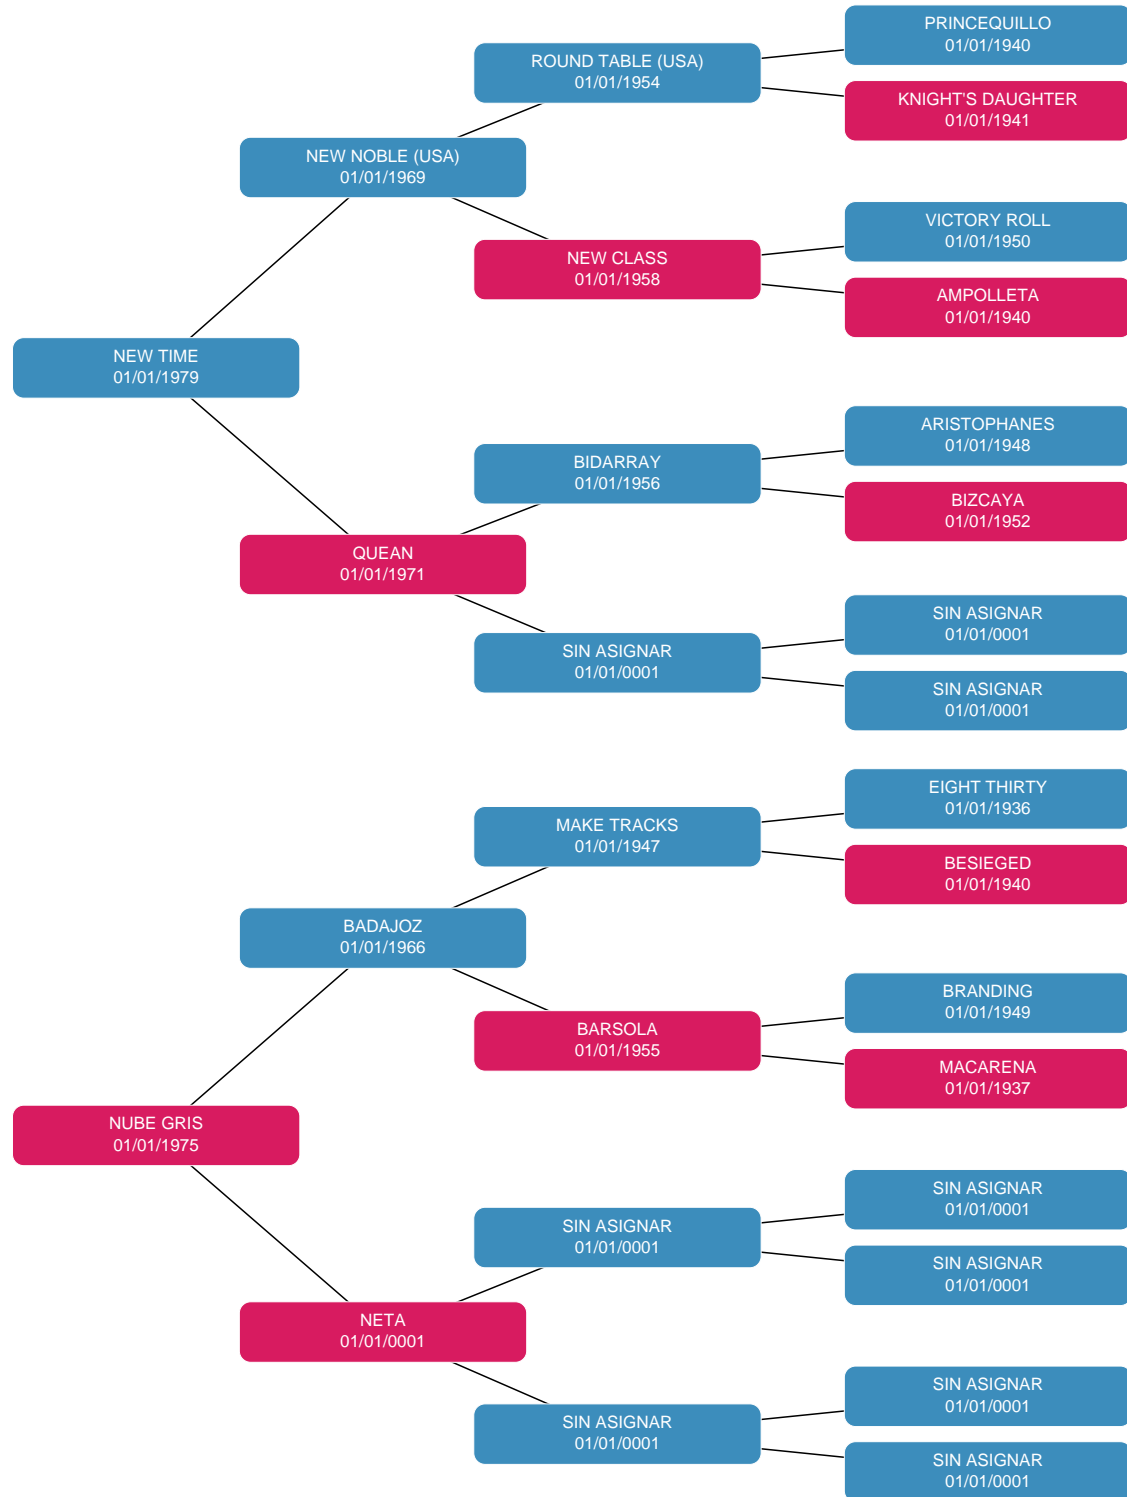 PRINCEQUILLO
01/01/1940
ROUND TABLE (USA)
01/01/1954
KNIGHT'S DAUGHTER
01/01/1941
NEW NOBLE (USA)
01/01/1969
VICTORY ROLL
01/01/1950
NEW CLASS
01/01/1958
AMPOLLETA
01/01/1940
NEW TIME
01/01/1979
ARISTOPHANES
01/01/1948
BIDARRAY
01/01/1956
BIZCAYA
01/01/1952
QUEAN
01/01/1971
SIN ASIGNAR
01/01/0001
SIN ASIGNAR
01/01/0001
SIN ASIGNAR
01/01/0001
EIGHT THIRTY
01/01/1936
MAKE TRACKS
01/01/1947
BESIEGED
01/01/1940
BADAJOZ
01/01/1966
BRANDING
01/01/1949
BARSOLA
01/01/1955
MACARENA
01/01/1937
NUBE GRIS
01/01/1975
SIN ASIGNAR
01/01/0001
SIN ASIGNAR
01/01/0001
SIN ASIGNAR
01/01/0001
NETA
01/01/0001
SIN ASIGNAR
01/01/0001
SIN ASIGNAR
01/01/0001
SIN ASIGNAR
01/01/0001